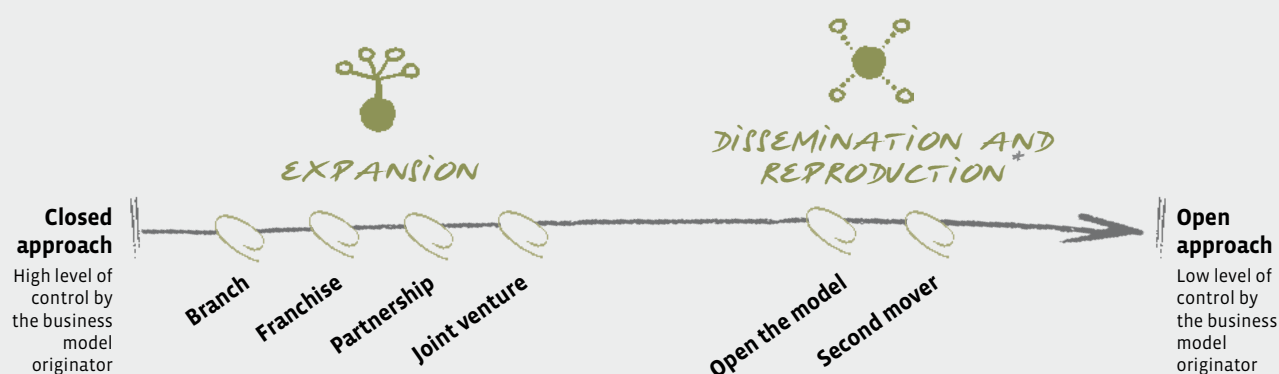 EXPANSION
DISSEMINATION AND
REPRODUCTION*
Closed
approach
High level of
control by
the business
model
originator
Branch
Franchise
Partnership
Joint venture
Open the model
Second mover
Open
approach
Low level of
control by
the business
model
originator